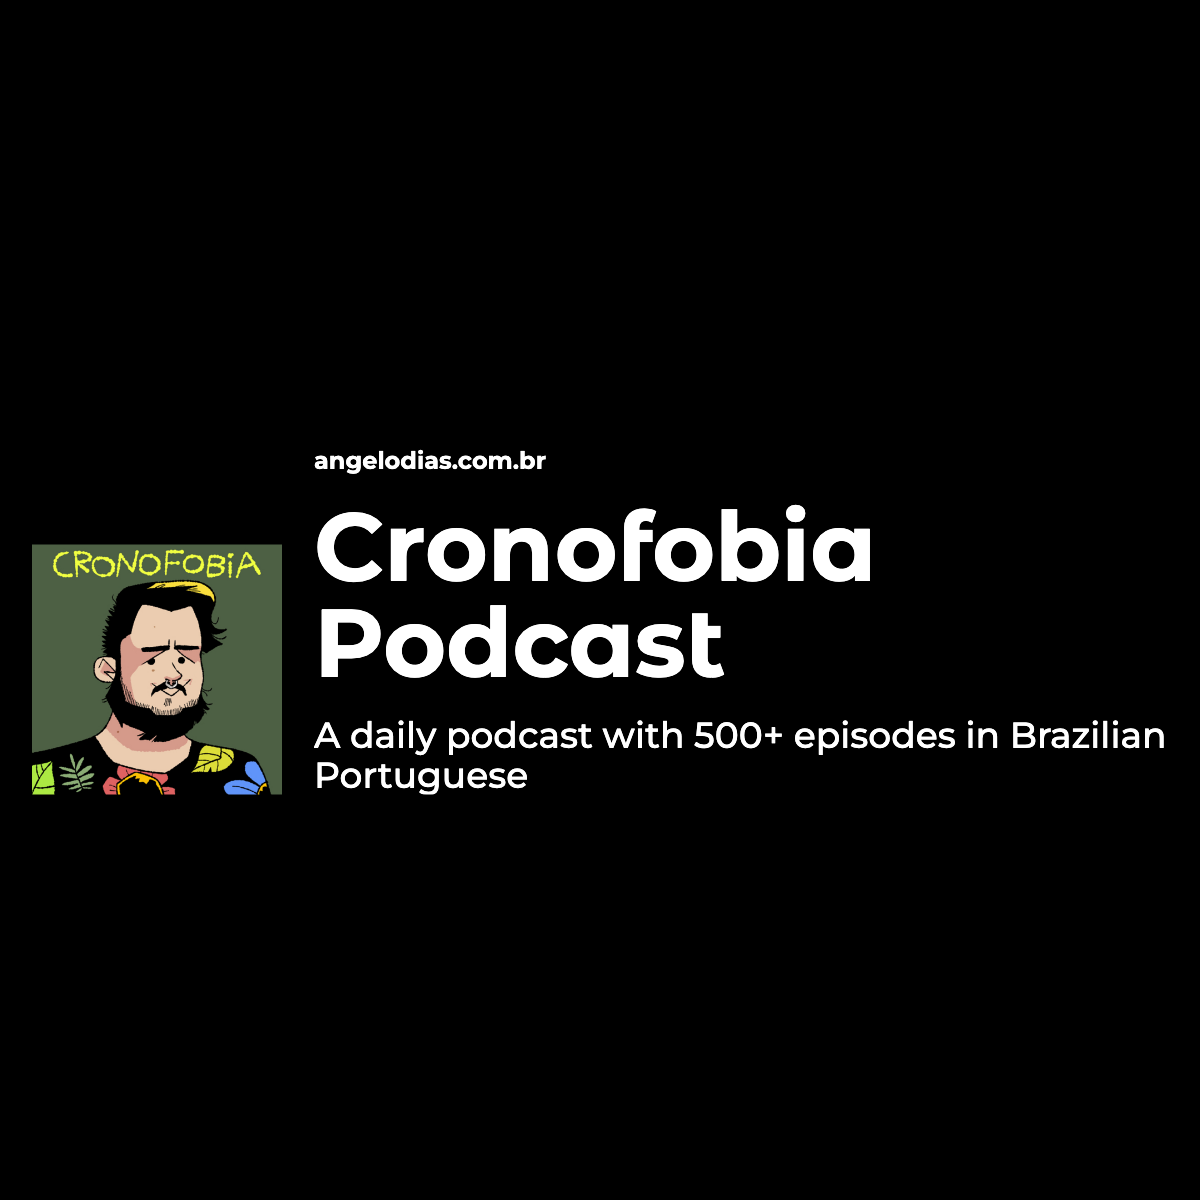 angelodias.com.br
Cronofobia
Podcast
A daily podcast with 500+ episodes in Brazilian
Portuguese
CRONOFOBiA